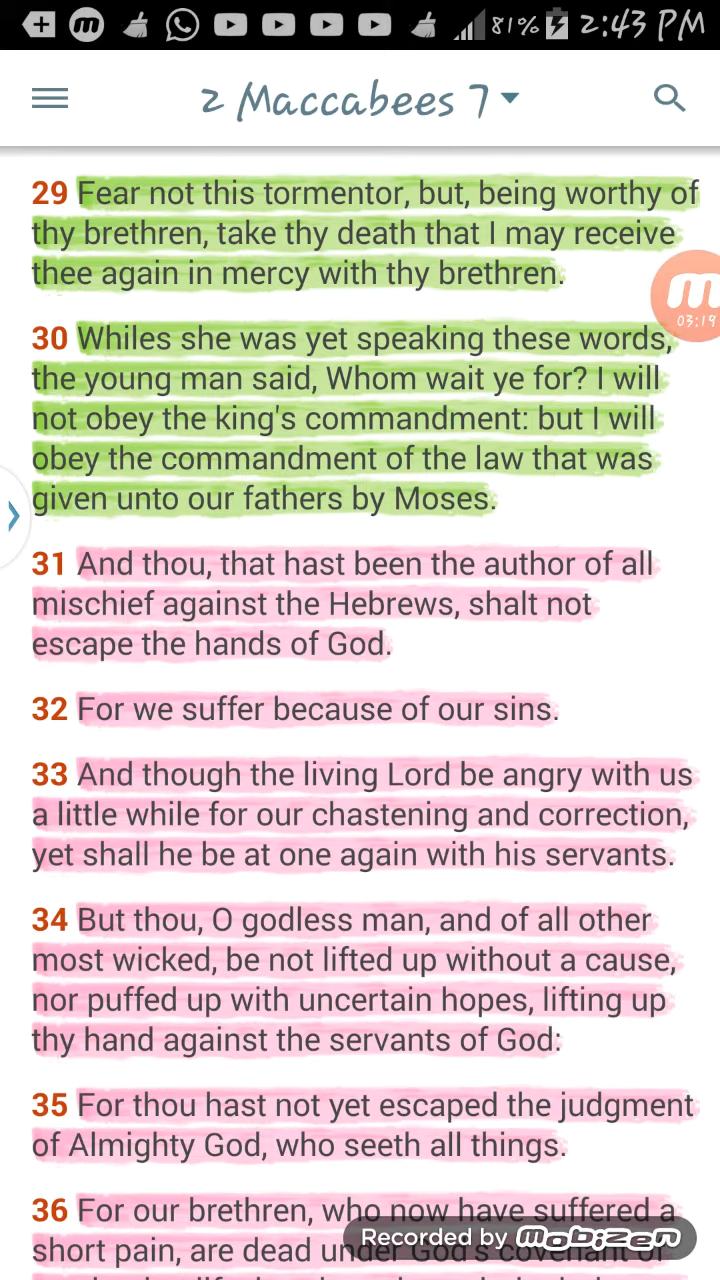 81% 2:43 PM
2 Maccabees 7
29 Fear not this tormentor, but, being worthy of
thy brethren, take thy death that I may receive
thee again in mercy with thy brethren.
m
03:19
30 Whiles she was yet speaking these words,
the young man said, Whom wait ye for? I will
not obey the king's commandment: but I will
obey the commandment of the law that was
given unto our fathers by Moses.
31 And thou, that hast been the author of all
mischief against the Hebrews, shalt not
escape the hands of God.
32 For we suffer because of our sins.
33 And though the living Lord be angry with us
a little while for our chastening and correction,
yet shall he be at one again with his servants.
34 But thou, O godless man, and of all other
most wicked, be not lifted up without a cause,
nor puffed up with uncertain hopes, lifting up
thy hand against the servants of God:
35 For thou hast not yet escaped the judgment
of Almighty God, who seeth all things.
36 For our brethren, who now have suffered a
short pain, are dead under God's covenant of
Recorded by mobizen